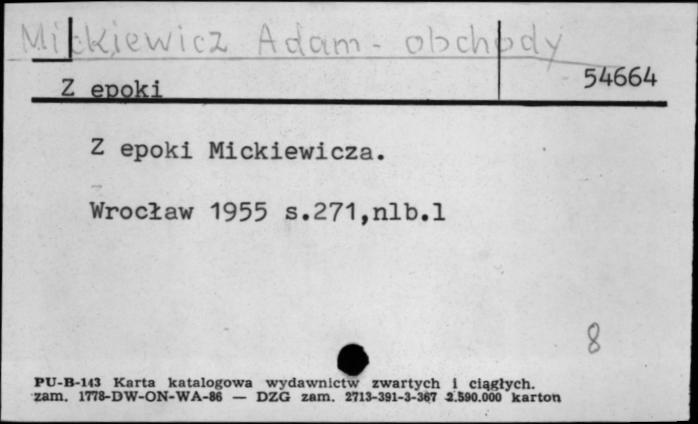 Mickiewicz Adam - obchody
54664
Z epoki
Z epoki Mickiewicza.
Wrocław 1955 s.271,nlb.1
8
PU-B-143 Karta katalogowa wydawnictw zwartych i ciągłych.
zam. 1778-DW-ON-WA-86 — DZG zam. 2713-391-3-367 2.590.000 karton